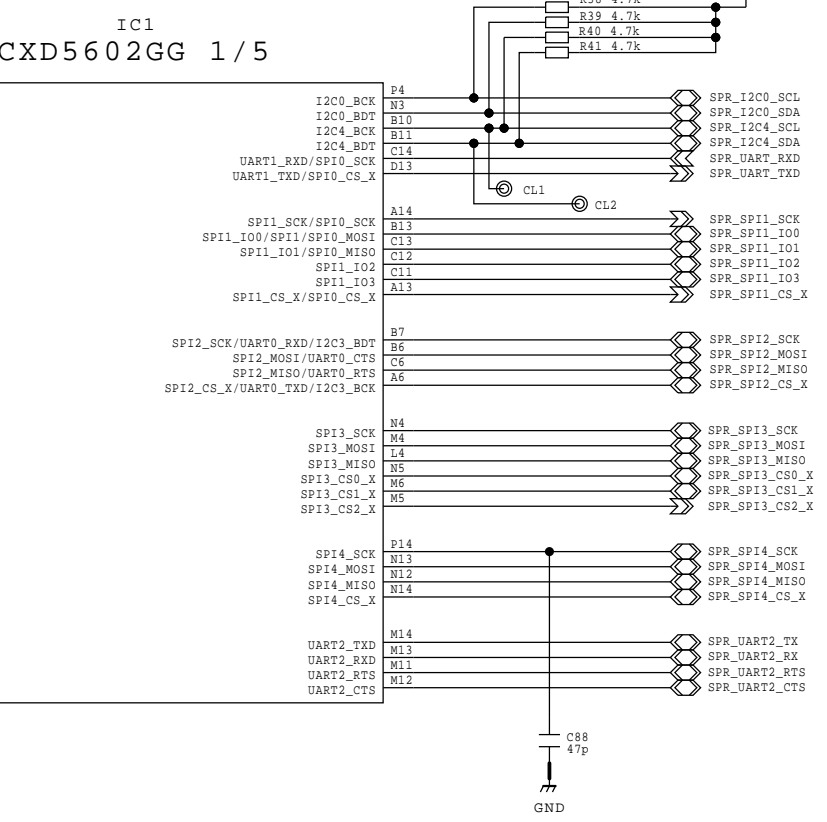 R38 4.7k
R39 4.7k
R40 4.7k
R41 4.7k
IC1
CXD5602GG 1/5
I2C0_BCK P4 SPR_I2C0_SCL
I2C0_BDT N3 SPR_I2C0_SDA
I2C4_BCK B10 SPR_I2C4_SCL
I2C4_BDT B11 SPR_I2C4_SDA
UART1_RXD/SPI0_SCK C14 SPR_UART_RXD
UART1_TXD/SPI0_CS_X D13 SPR_UART_TXD
CL1
CL2
SPI1_SCK/SPI0_SCK A14 SPR_SPI1_SCK
SPI1_IO0/SPI1/SPI0_MOSI B13 SPR_SPI1_IO0
SPI1_IO1/SPI0_MISO C13 SPR_SPI1_IO1
SPI1_IO2 C12 SPR_SPI1_IO2
SPI1_IO3 C11 SPR_SPI1_IO3
SPI1_CS_X/SPI0_CS_X A13 SPR_SPI1_CS_X
SPI2_SCK/UART0_RXD/I2C3_BDT B7 SPR_SPI2_SCK
SPI2_MOSI/UART0_CTS B6 SPR_SPI2_MOSI
SPI2_MISO/UART0_RTS C6 SPR_SPI2_MISO
SPI2_CS_X/UART0_TXD/I2C3_BCK A6 SPR_SPI2_CS_X
SPI3_SCK N4 SPR_SPI3_SCK
SPI3_MOSI M4 SPR_SPI3_MOSI
SPI3_MISO L4 SPR_SPI3_MISO
SPI3_CS0_X N5 SPR_SPI3_CS0_X
SPI3_CS1_X M6 SPR_SPI3_CS1_X
SPI3_CS2_X M5 SPR_SPI3_CS2_X
SPI4_SCK P14 SPR_SPI4_SCK
SPI4_MOSI N13 SPR_SPI4_MOSI
SPI4_MISO N12 SPR_SPI4_MISO
SPI4_CS_X N14 SPR_SPI4_CS_X
UART2_TXD M14 SPR_UART2_TX
UART2_RXD M13 SPR_UART2_RX
UART2_RTS M11 SPR_UART2_RTS
UART2_CTS M12 SPR_UART2_CTS
C88
47p
GND